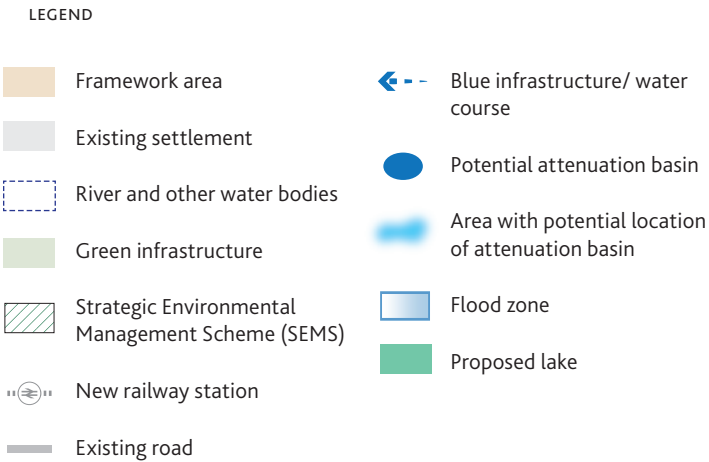 LEGEND
Framework area
Existing settlement
River and other water bodies
Green infrastructure
Strategic Environmental
Management Scheme (SEMS)
New railway station
Existing road
Blue infrastructure/ water
course
Potential attenuation basin
Area with potential location
of attenuation basin
Flood zone
Proposed lake